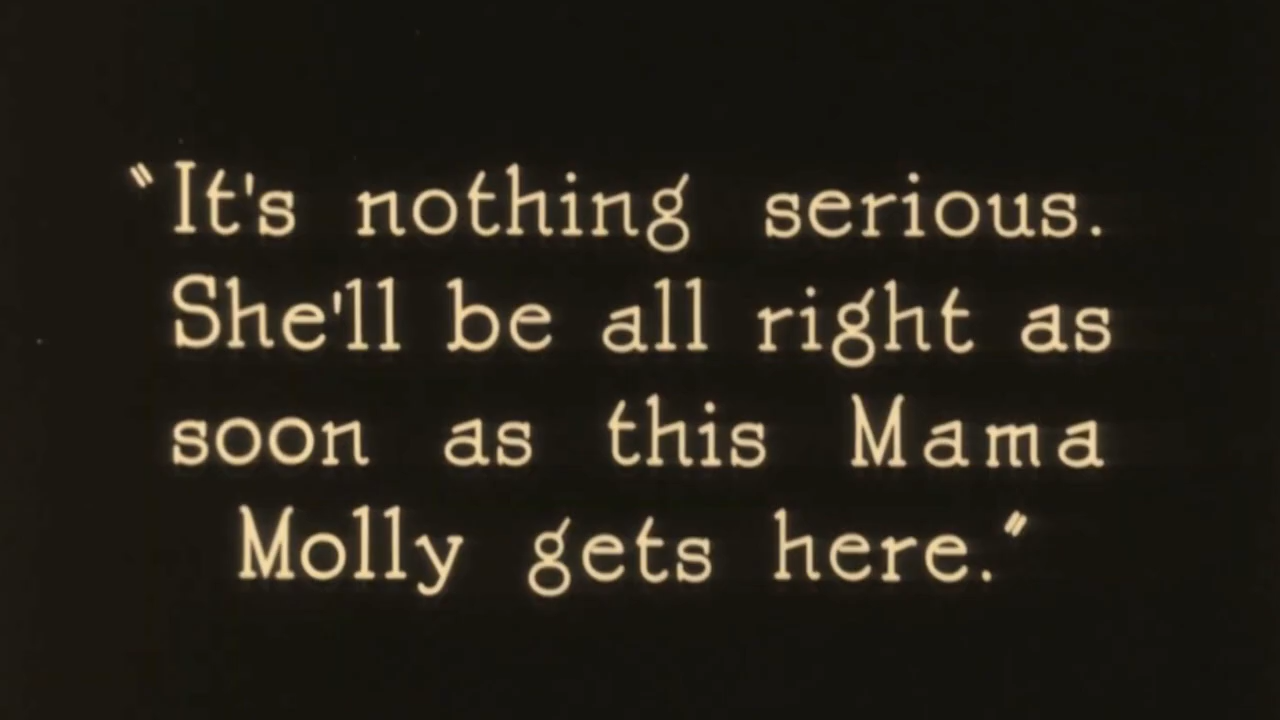 "It's nothing serious.
She'll be all right as
soon as this Mama
Molly gets here."